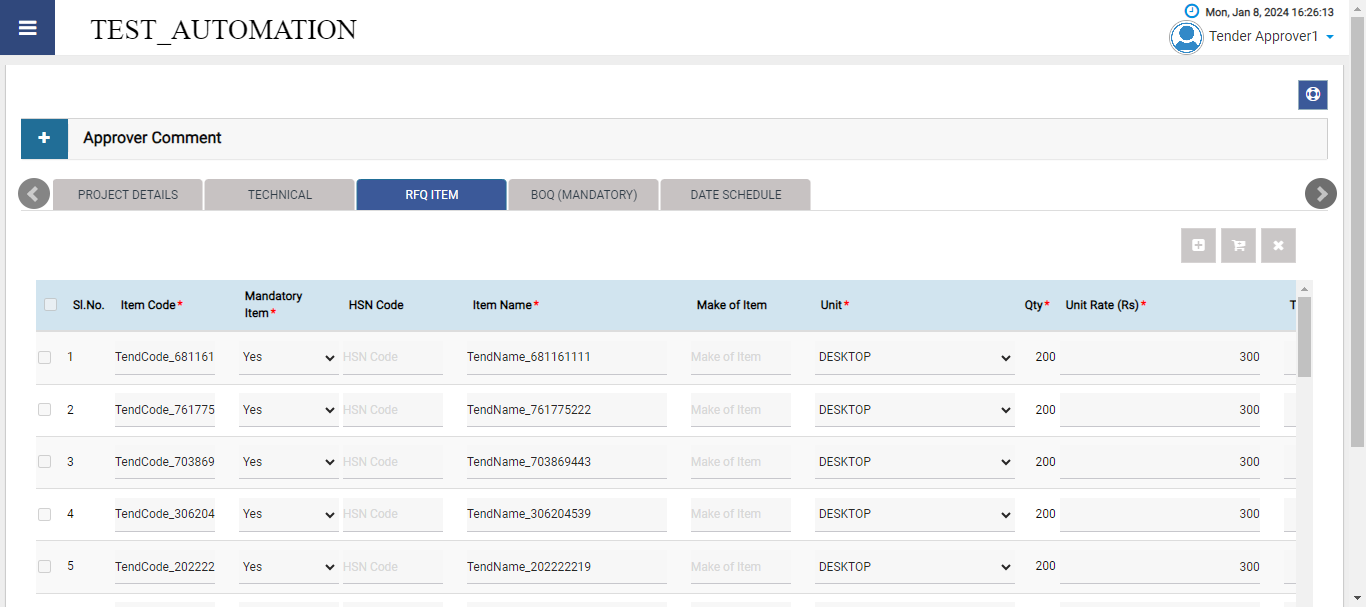 TEST_AUTOMATION
Mon, Jan 8, 2024 16:26:13
Tender Approver1
Approver Comment
PROJECT DETAILS TECHNICAL RFQ ITEM BOQ (MANDATORY) DATE SCHEDULE
Sl.No. Item Code* Mandatory Item* HSN Code Item Name* Make of Item Unit* Qty* Unit Rate (Rs)* T
1 TendCode_681161 Yes HSN Code TendName_681161111 Make of Item DESKTOP 200 300
2 TendCode_761775 Yes HSN Code TendName_761775222 Make of Item DESKTOP 200 300
3 TendCode_703869 Yes HSN Code TendName_703869443 Make of Item DESKTOP 200 300
4 TendCode_306204 Yes HSN Code TendName_306204539 Make of Item DESKTOP 200 300
5 TendCode_202222 Yes HSN Code TendName_202222219 Make of Item DESKTOP 200 300